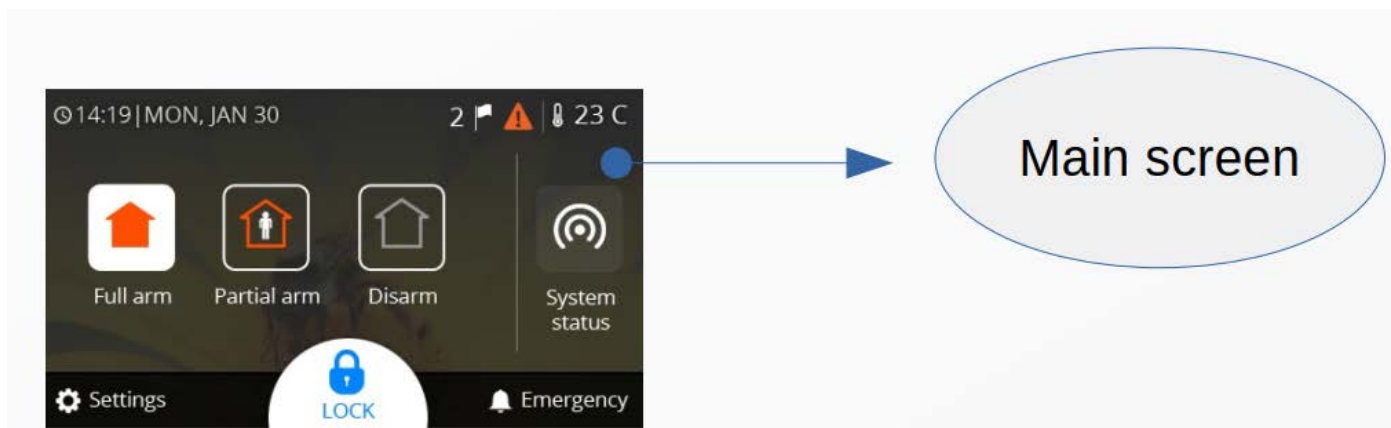 14:19|MON, JAN 30
2
23 C
Main screen
Full arm
Partial arm
Disarm
System
status
Settings
LOCK
Emergency